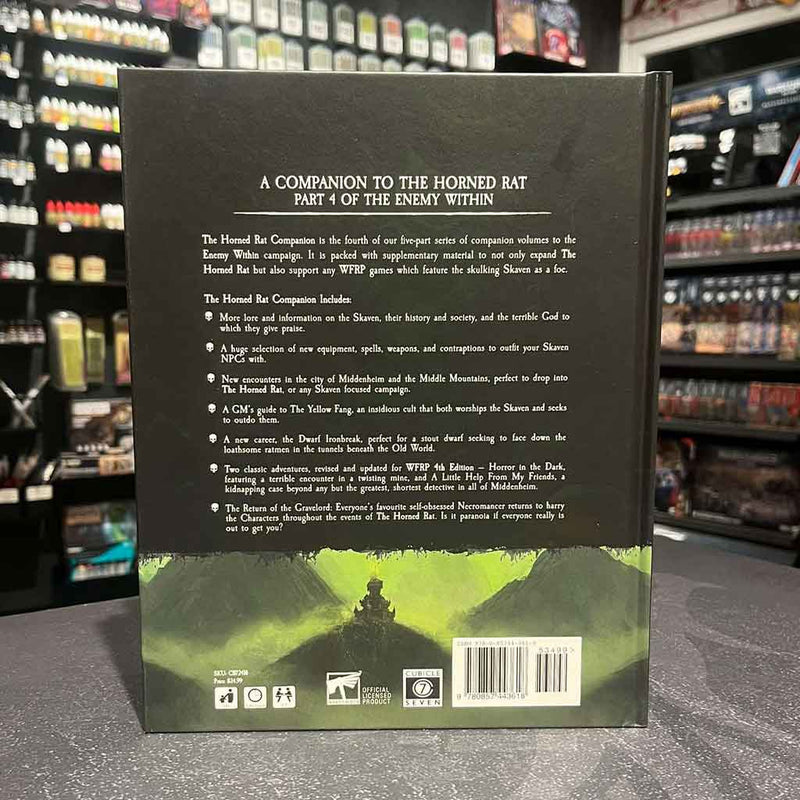 A COMPANION TO THE HORNED RAT
PART 4 OF THE ENEMY WITHIN
The Horned Rat Companion is the fourth of our five-part series of companion volumes to the
Enemy Within campaign. It is packed with supplementary material to not only expand The
Horned Rat but also support any WFRP games which feature the skulking Skaven as a foe.
The Horned Rat Companion Includes:
More lore and information on the Skaven, their history and society, and the terrible God to
which they give praise.
A huge selection of new equipment, spells, weapons, and contraptions to outfit your Skaven
NPCs with.
New encounters in the city of Middenheim and the Middle Mountains, perfect to drop into
The Horned Rat, or any Skaven focused campaign.
A GM's guide to The Yellow Fang, an insidious cult that both worships the Skaven and seeks
to outdo them.
A new career, the Dwarf Ironbreak, perfect for a stout dwarf seeking to face down the
loathsome ratmen in the tunnels beneath the Old World.
Two classic adventures, revised and updated for WFRP 4th Edition – Horror in the Dark,
featuring a terrible encounter in a twisting mine, and A Little Help From My Friends, a
kidnapping case beyond any but the greatest, shortest detective in all of Middenheim.
The Return of the Gravelord: Everyone's favourite self-obsessed Necromancer returns to harry
the Characters throughout the events of The Horned Rat. Is it paranoia if everyone really is
out to get you?
SKU: CB72416
Price: $34.99
OFFICIAL
LICENSED
PRODUCT
CUBICLE
7
SEVEN
53499>
9 780857 443618